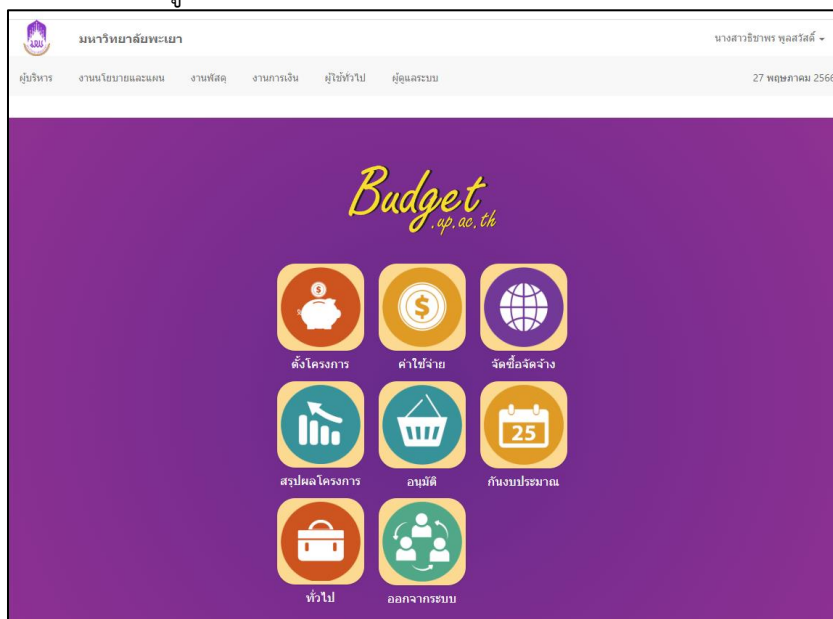 มหาวิทยาลัยพะเยา
นางสาวธิชาพร พูลสวัสดิ์
ผู้บริหาร งานนโยบายและแผน งานพัสดุ งานการเงิน ผู้ใช้ทั่วไป ผู้ดูแลระบบ 27 พฤษภาคม 2566
Budget
.up.ac.th
ตั้งโครงการ ค่าใช้จ่าย จัดซื้อจัดจ้าง
25
สรุปผลโครงการ อนุมัติ กันงบประมาณ
ทั่วไป ออกจากระบบ